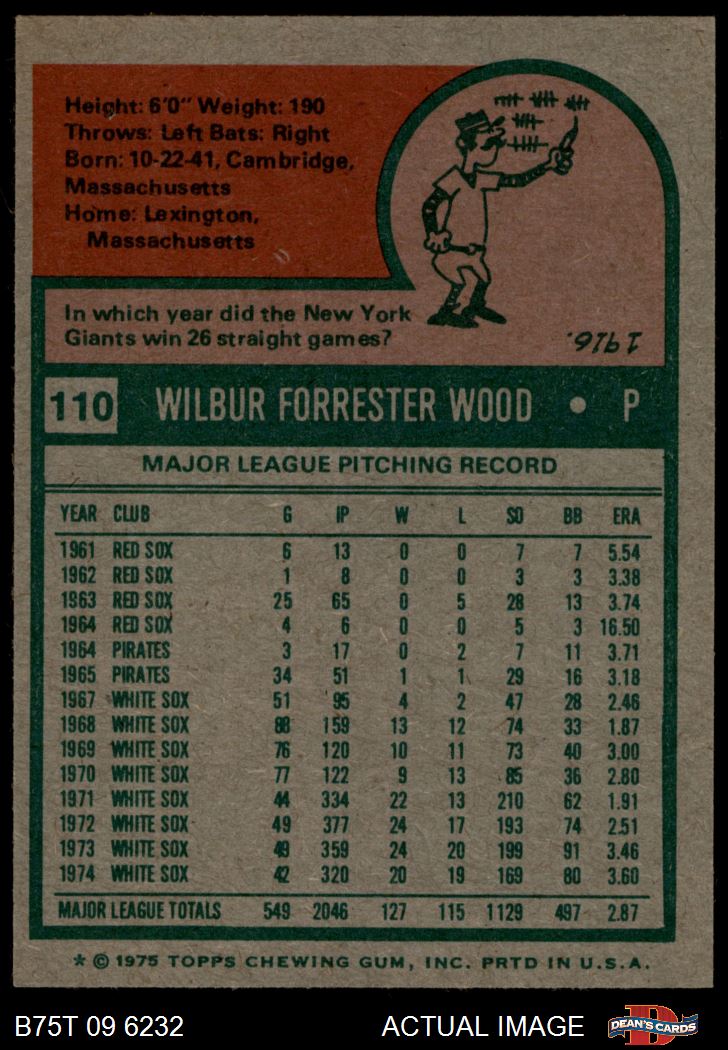 Height: 6'0" Weight: 190
Throws: Left Bats: Right
Born: 10-22-41, Cambridge,
Massachusetts
Home: Lexington,
Massachusetts
In which year did the New York
Giants win 26 straight games?
1916.
110 WILBUR FORRESTER WOOD • P
MAJOR LEAGUE PITCHING RECORD
YEAR CLUB G IP W L SO BB ERA
1961 RED SOX 6 13 0 0 7 7 5.54
1962 RED SOX 1 8 0 0 3 3 3.38
1963 RED SOX 25 65 0 5 28 13 3.74
1964 RED SOX 4 6 0 0 5 3 16.50
1964 PIRATES 3 17 0 2 7 11 3.71
1965 PIRATES 34 51 1 1 29 16 3.18
1967 WHITE SOX 51 95 4 2 47 28 2.46
1968 WHITE SOX 88 159 13 12 74 33 1.87
1969 WHITE SOX 76 120 10 11 73 40 3.00
1970 WHITE SOX 77 122 9 13 85 36 2.80
1971 WHITE SOX 44 334 22 13 210 62 1.91
1972 WHITE SOX 49 377 24 17 193 74 2.51
1973 WHITE SOX 49 359 24 20 199 91 3.46
1974 WHITE SOX 42 320 20 19 169 80 3.60
MAJOR LEAGUE TOTALS 549 2046 127 115 1129 497 2.87
* © 1975 TOPPS CHEWING GUM, INC. PRTD IN U.S.A.
B75T 09 6232 ACTUAL IMAGE D DEAN'S CARDS